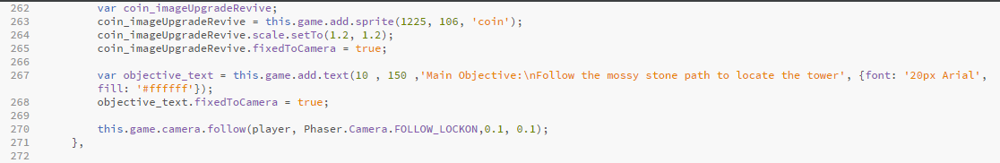 262 var coin_imageUpgradeRevive;
263 coin_imageUpgradeRevive = this.game.add.sprite(1225, 106, 'coin');
264 coin_imageUpgradeRevive.scale.setTo(1.2, 1.2);
265 coin_imageUpgradeRevive.fixedToCamera = true;
266
267 var objective_text = this.game.add.text(10 , 150 ,'Main Objective:\nFollow the mossy stone path to locate the tower', {font: '20px Arial',
fill: '#ffffff'});
268 objective_text.fixedToCamera = true;
269
270 this.game.camera.follow(player, Phaser.Camera.FOLLOW_LOCKON,0.1, 0.1);
271 },
272